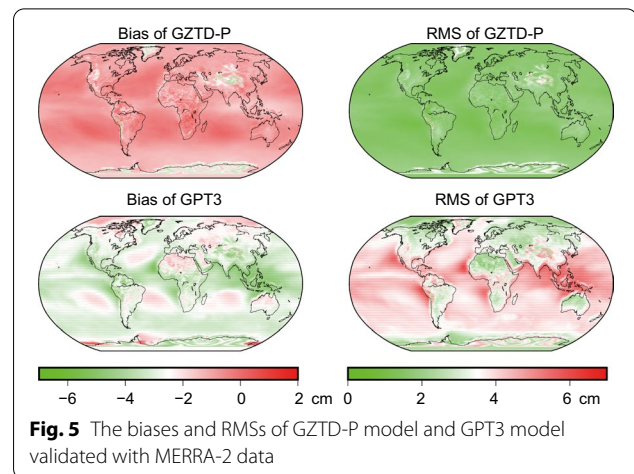 Bias of GZTD-P RMS of GZTD-P
Bias of GPT3 RMS of GPT3
−6 −4 −2 0 2 cm 0 2 4 6 cm
Fig. 5 The biases and RMSs of GZTD-P model and GPT3 model
validated with MERRA-2 data